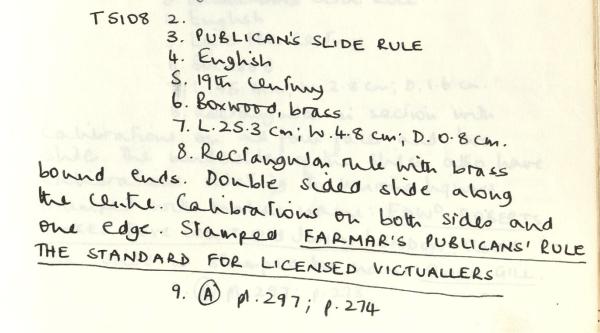 TS108 2.
3. PUBLICAN'S SLIDE RULE
4. English
5. 19th century
6. Boxwood, brass
7. L.25.3 cm; W.4.8 cm; D.0.8 cm.
8. Rectangular rule with brass
bound ends. Double sided slide along
the centre. Calibrations on both sides and
one edge. Stamped FARMAR'S PUBLICANS' RULE
THE STANDARD FOR LICENSED VICTUALLERS
9. A pl.297; p.274